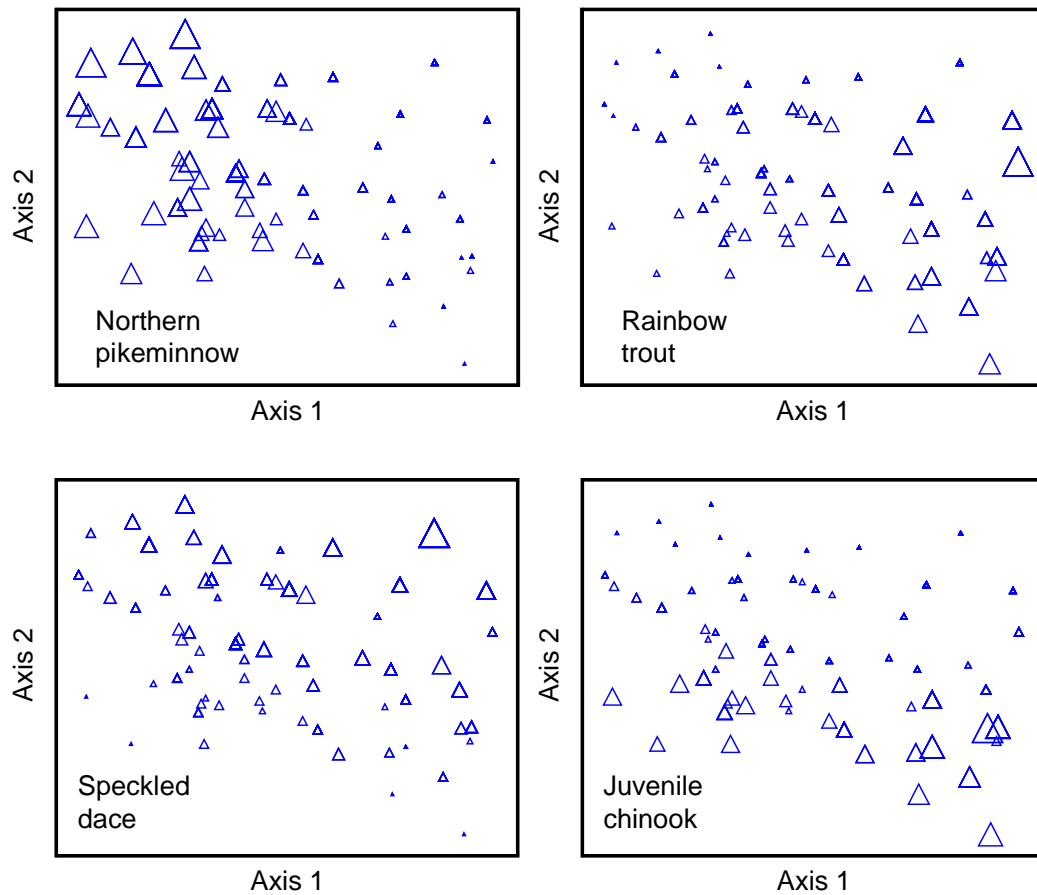 Axis 2
Northern
pikeminnow
Axis 1
Axis 2
Rainbow
trout
Axis 1
Axis 2
Speckled
dace
Axis 1
Axis 2
Juvenile
chinook
Axis 1